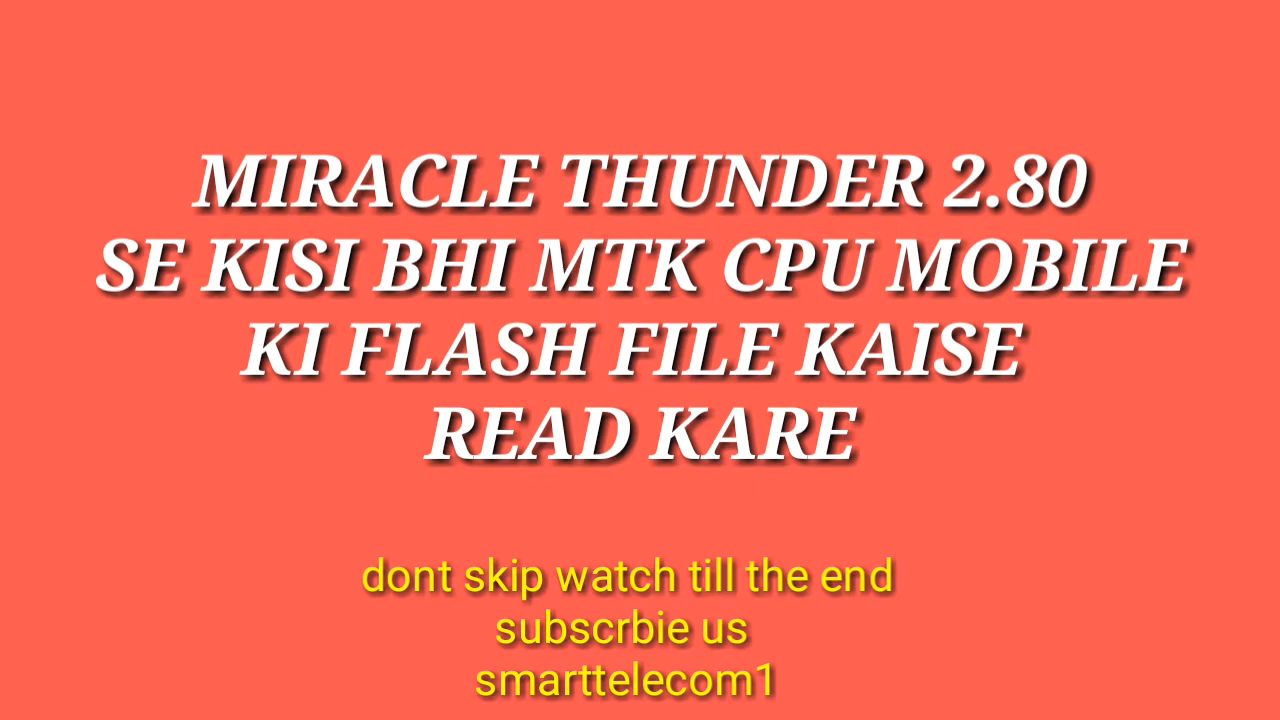 MIRACLE THUNDER 2.80
SE KISI BHI MTK CPU MOBILE
KI FLASH FILE KAISE
READ KARE
dont skip watch till the end
subscrbie us
smarttelecom1